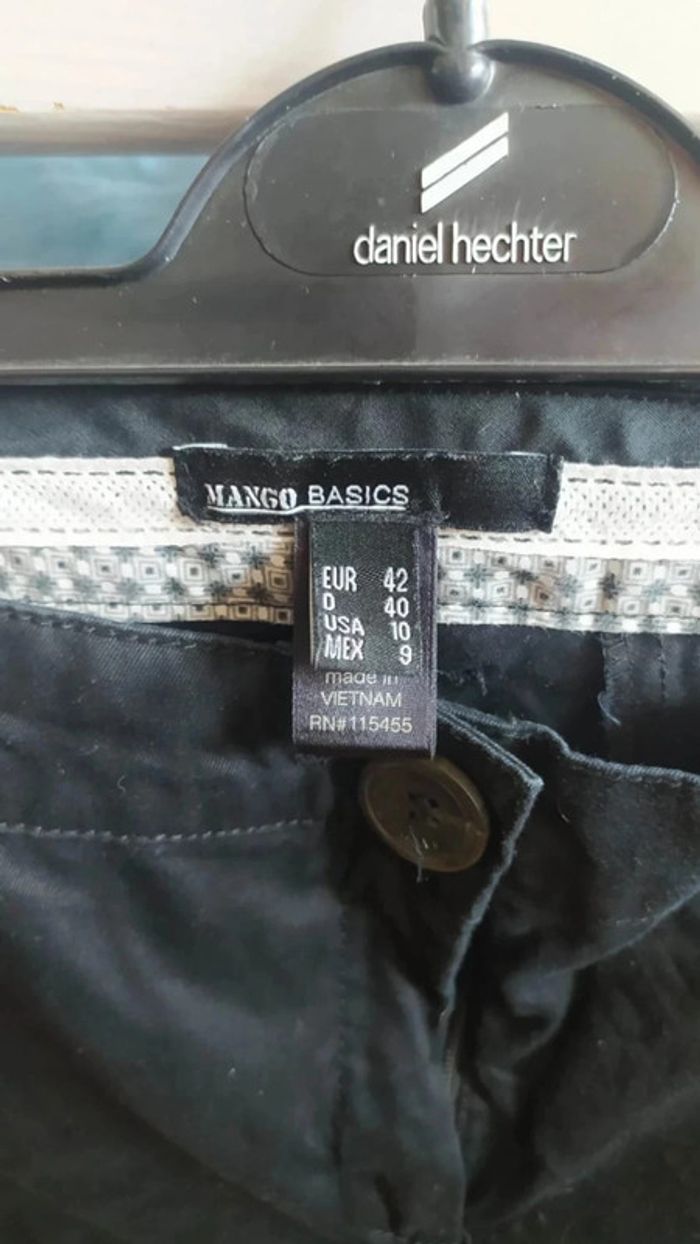 daniel hechter
MANGO BASICS
EUR 42
D 40
USA 10
MEX 9
made in
VIETNAM
RN#115455